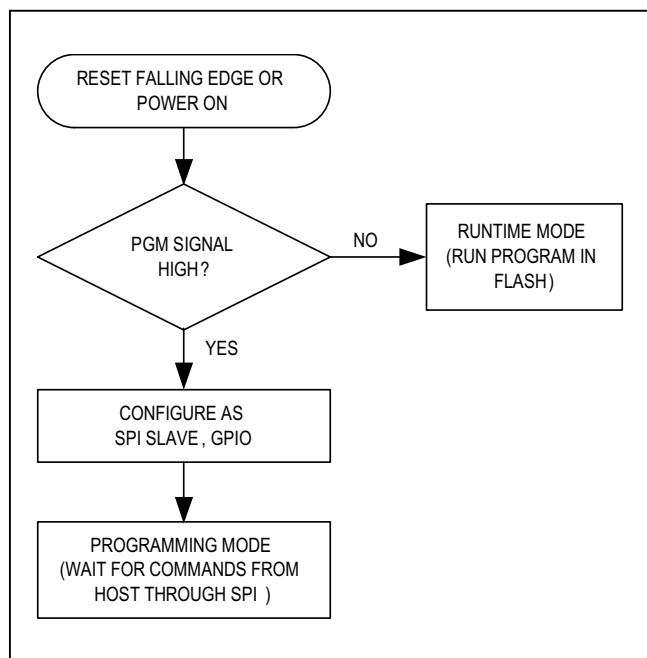 RESET FALLING EDGE OR
POWER ON
PGM SIGNAL
HIGH?
NO
RUNTIME MODE
(RUN PROGRAM IN
FLASH)
YES
CONFIGURE AS
SPI SLAVE, GPIO
PROGRAMMING MODE
(WAIT FOR COMMANDS FROM
HOST THROUGH SPI )